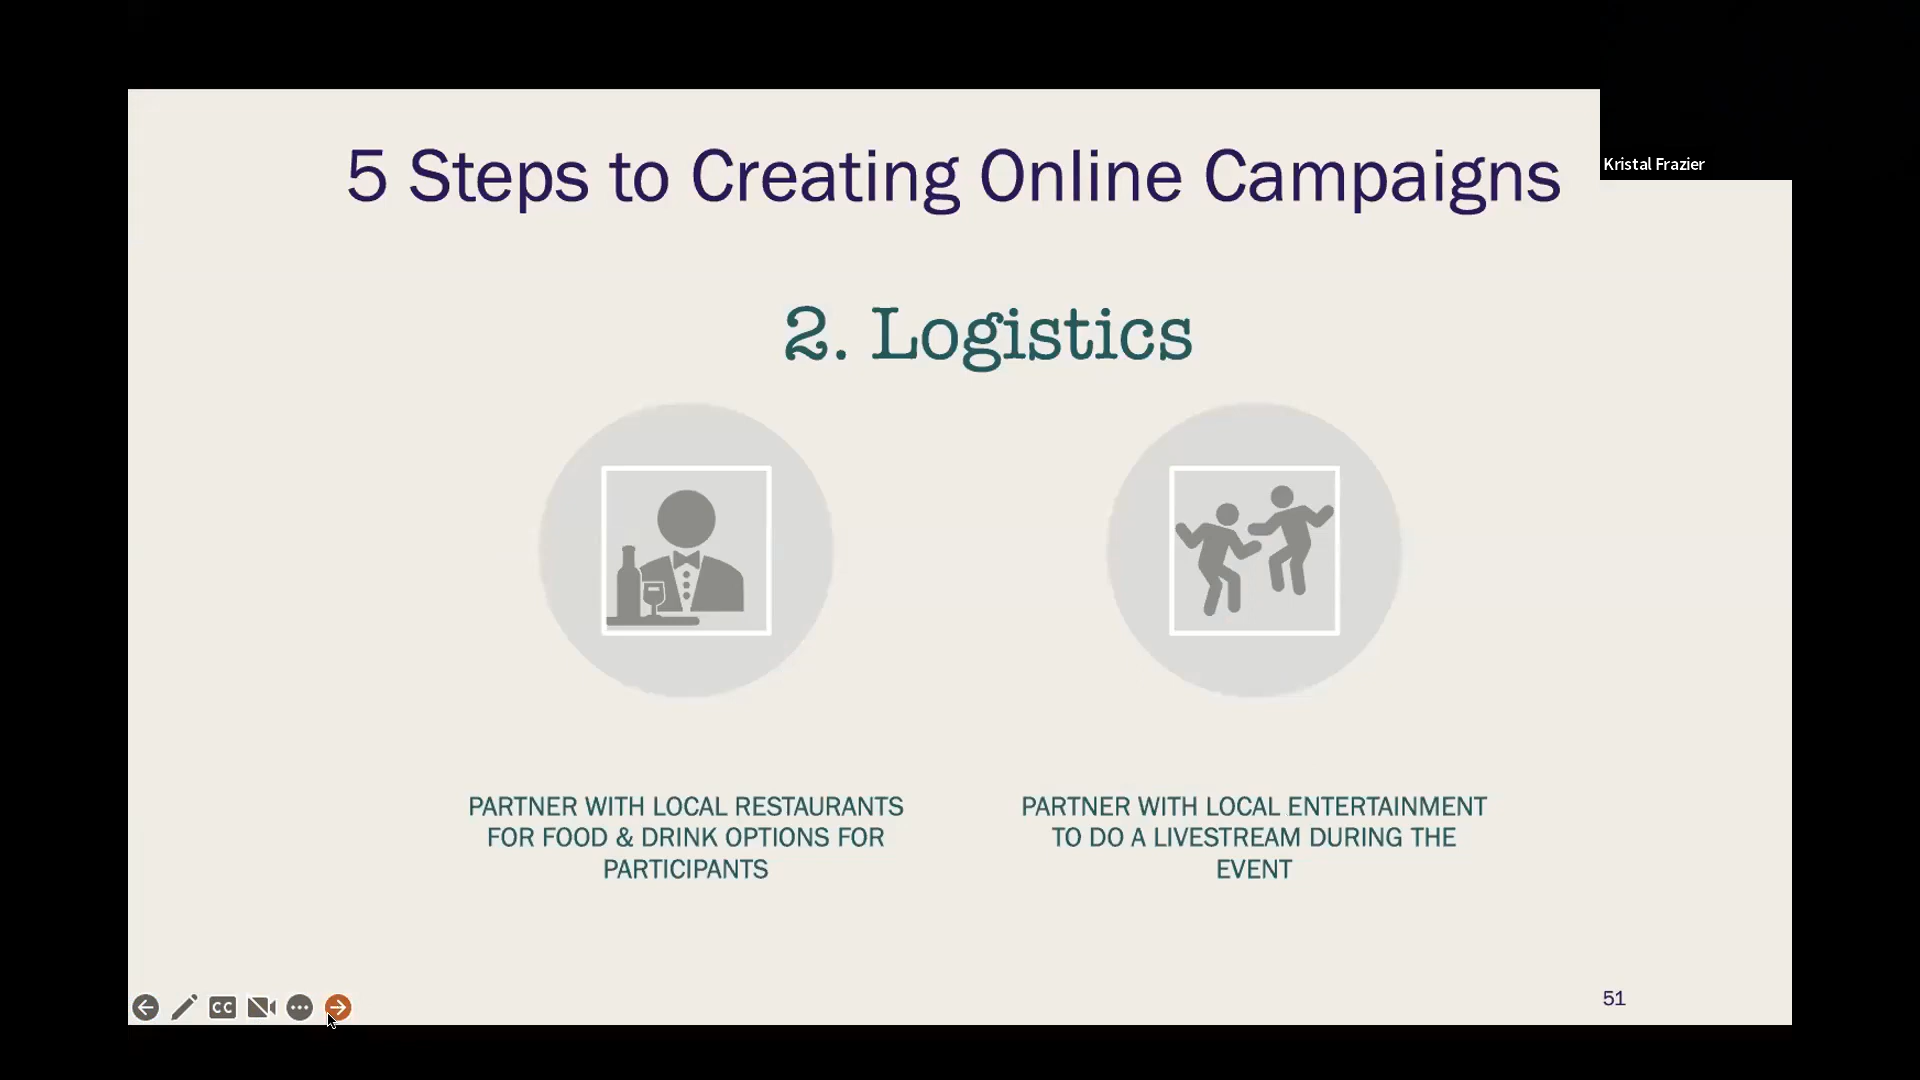 5 Steps to Creating Online Campaigns
Kristal Frazier
2. Logistics
PARTNER WITH LOCAL RESTAURANTS
FOR FOOD & DRINK OPTIONS FOR
PARTICIPANTS
PARTNER WITH LOCAL ENTERTAINMENT
TO DO A LIVESTREAM DURING THE
EVENT
CC
51